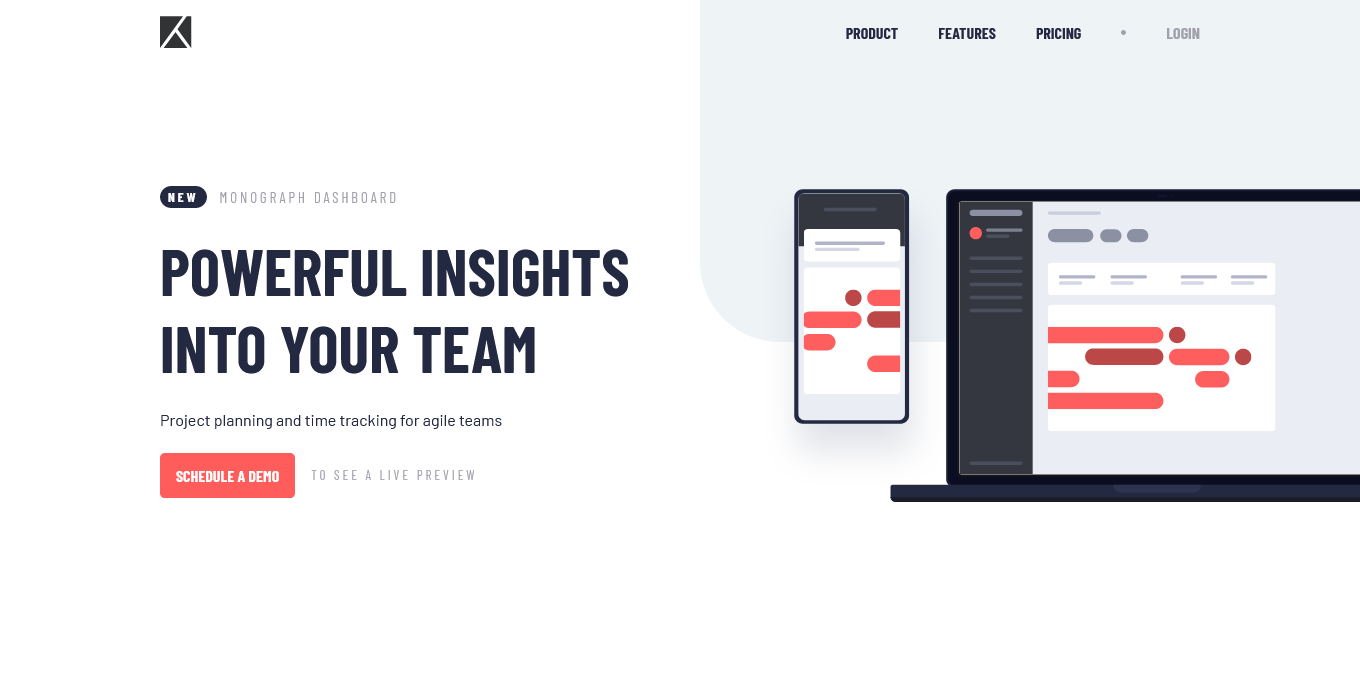 PRODUCT FEATURES PRICING • LOGIN
NEW MONOGRAPH DASHBOARD
POWERFUL INSIGHTS
INTO YOUR TEAM
Project planning and time tracking for agile teams
SCHEDULE A DEMO TO SEE A LIVE PREVIEW